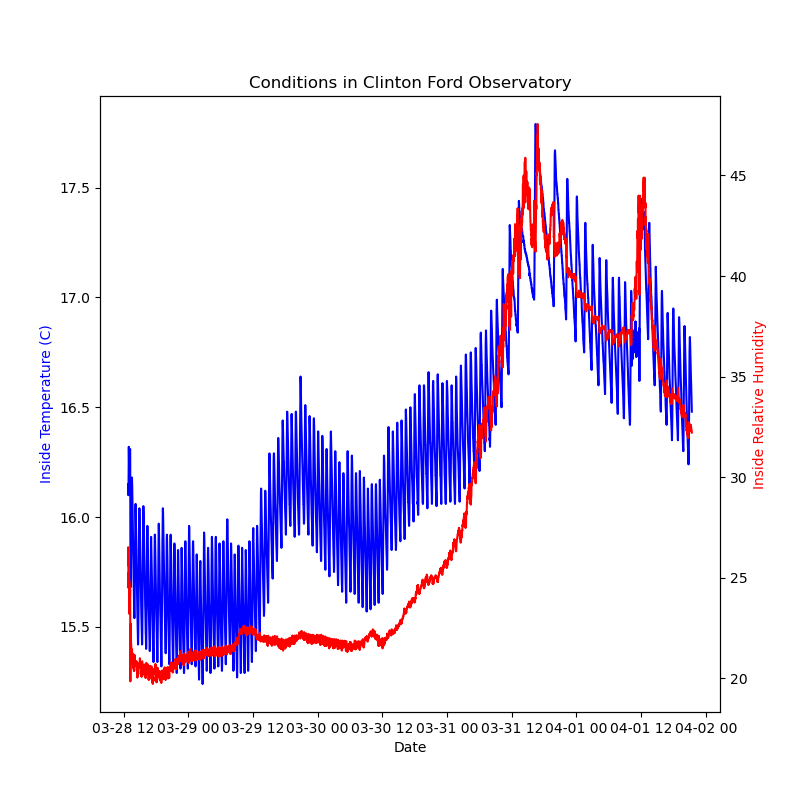 Conditions in Clinton Ford Observatory
Inside Temperature (C)
17.5
17.0
16.5
16.0
15.5
45
40
35
30
25
20
Inside Relative Humidity
03-28 12 03-29 00 03-29 12 03-30 00 03-30 12 03-31 00 03-31 12 04-01 00 04-01 12 04-02 00
Date